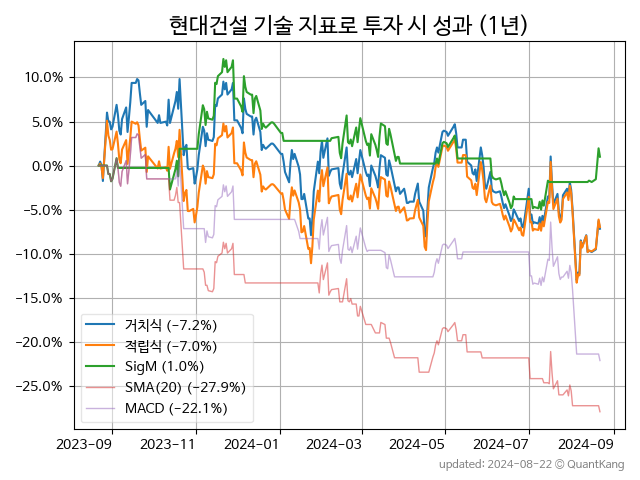 현대건설 기술 지표로 투자 시 성과 (1년)
10.0%
5.0%
0.0%
−5.0%
−10.0%
−15.0%
−20.0%
−25.0%
거치식 (−7.2%)
적립식 (−7.0%)
SigM (1.0%)
SMA(20) (−27.9%)
MACD (−22.1%)
2023-09 2023-11 2024-01 2024-03 2024-05 2024-07 2024-09
updated: 2024-08-22 © QuantKang